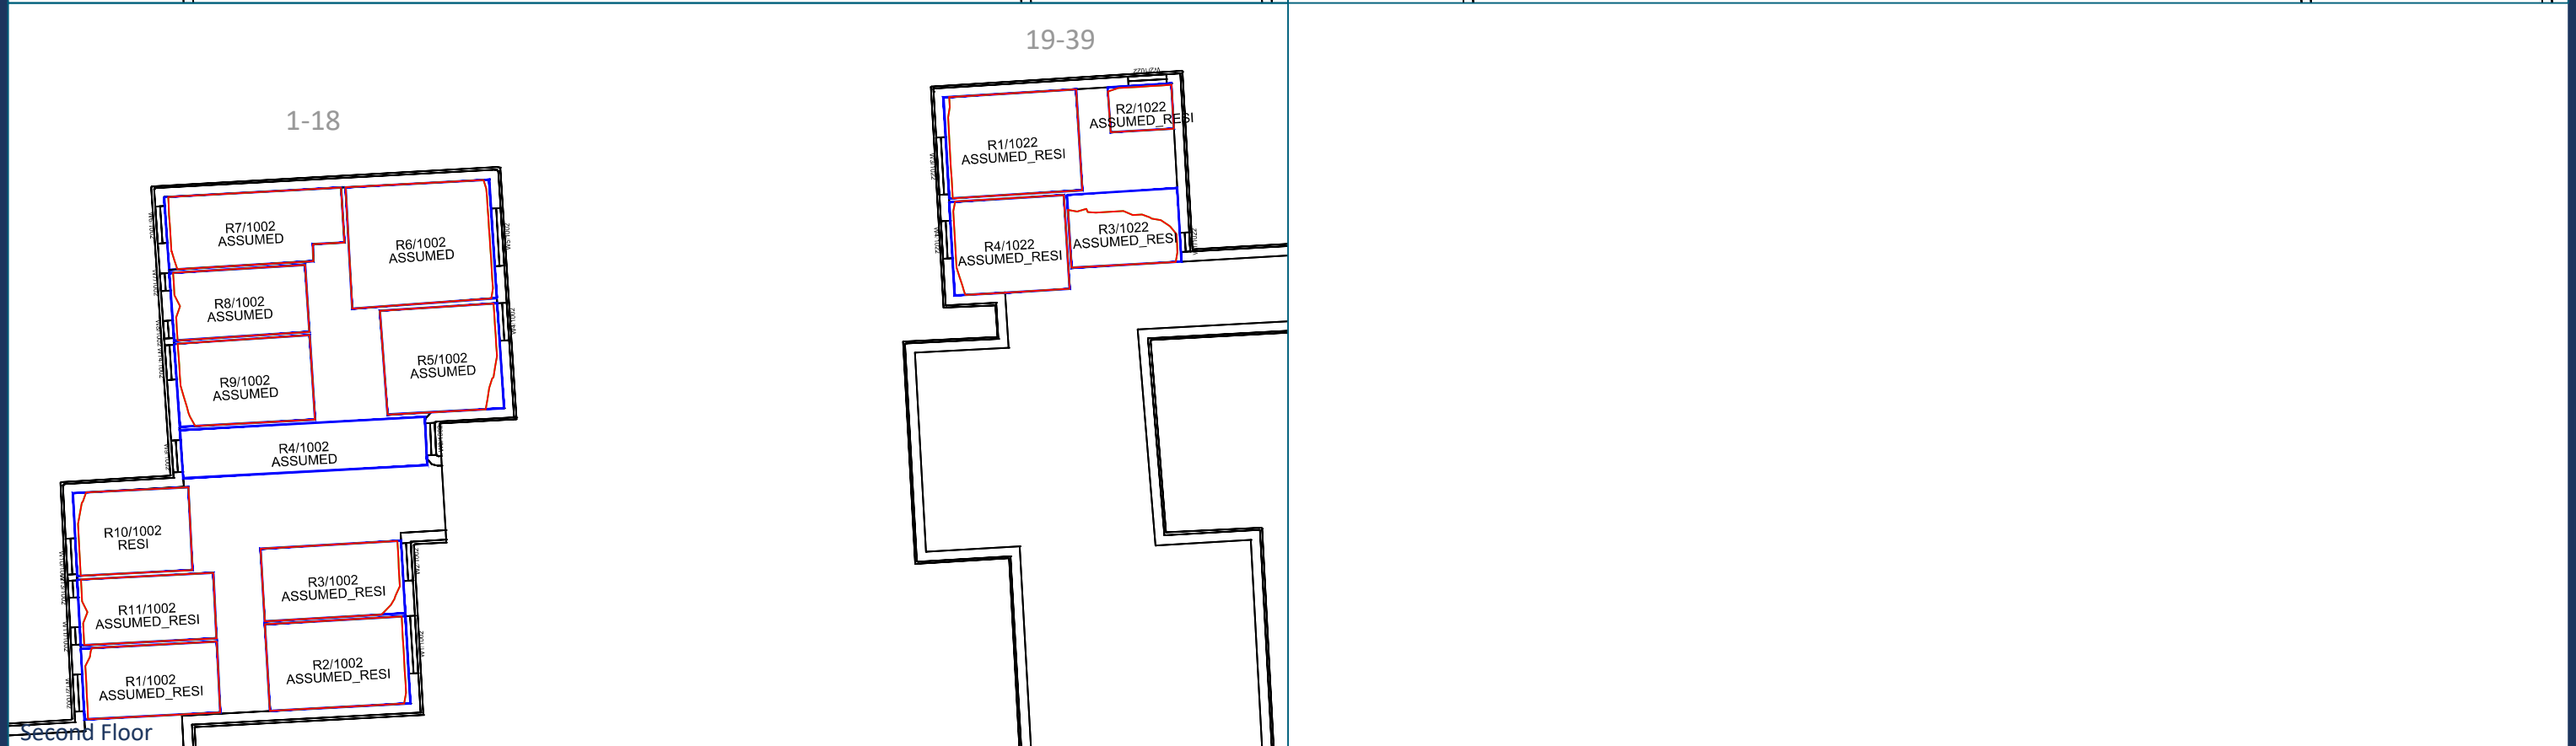 19-39
1-18
R2/1022
ASSUMED_RESI
R1/1022
ASSUMED_RESI
R7/1002
ASSUMED
R6/1002
ASSUMED
R4/1022
ASSUMED_RESI
R3/1022
ASSUMED_RESI
R8/1002
ASSUMED
R5/1002
ASSUMED
R9/1002
ASSUMED
R4/1002
ASSUMED
R10/1002
RESI
R3/1002
ASSUMED_RESI
R11/1002
ASSUMED_RESI
R2/1002
ASSUMED_RESI
R1/1002
ASSUMED_RESI
Second Floor